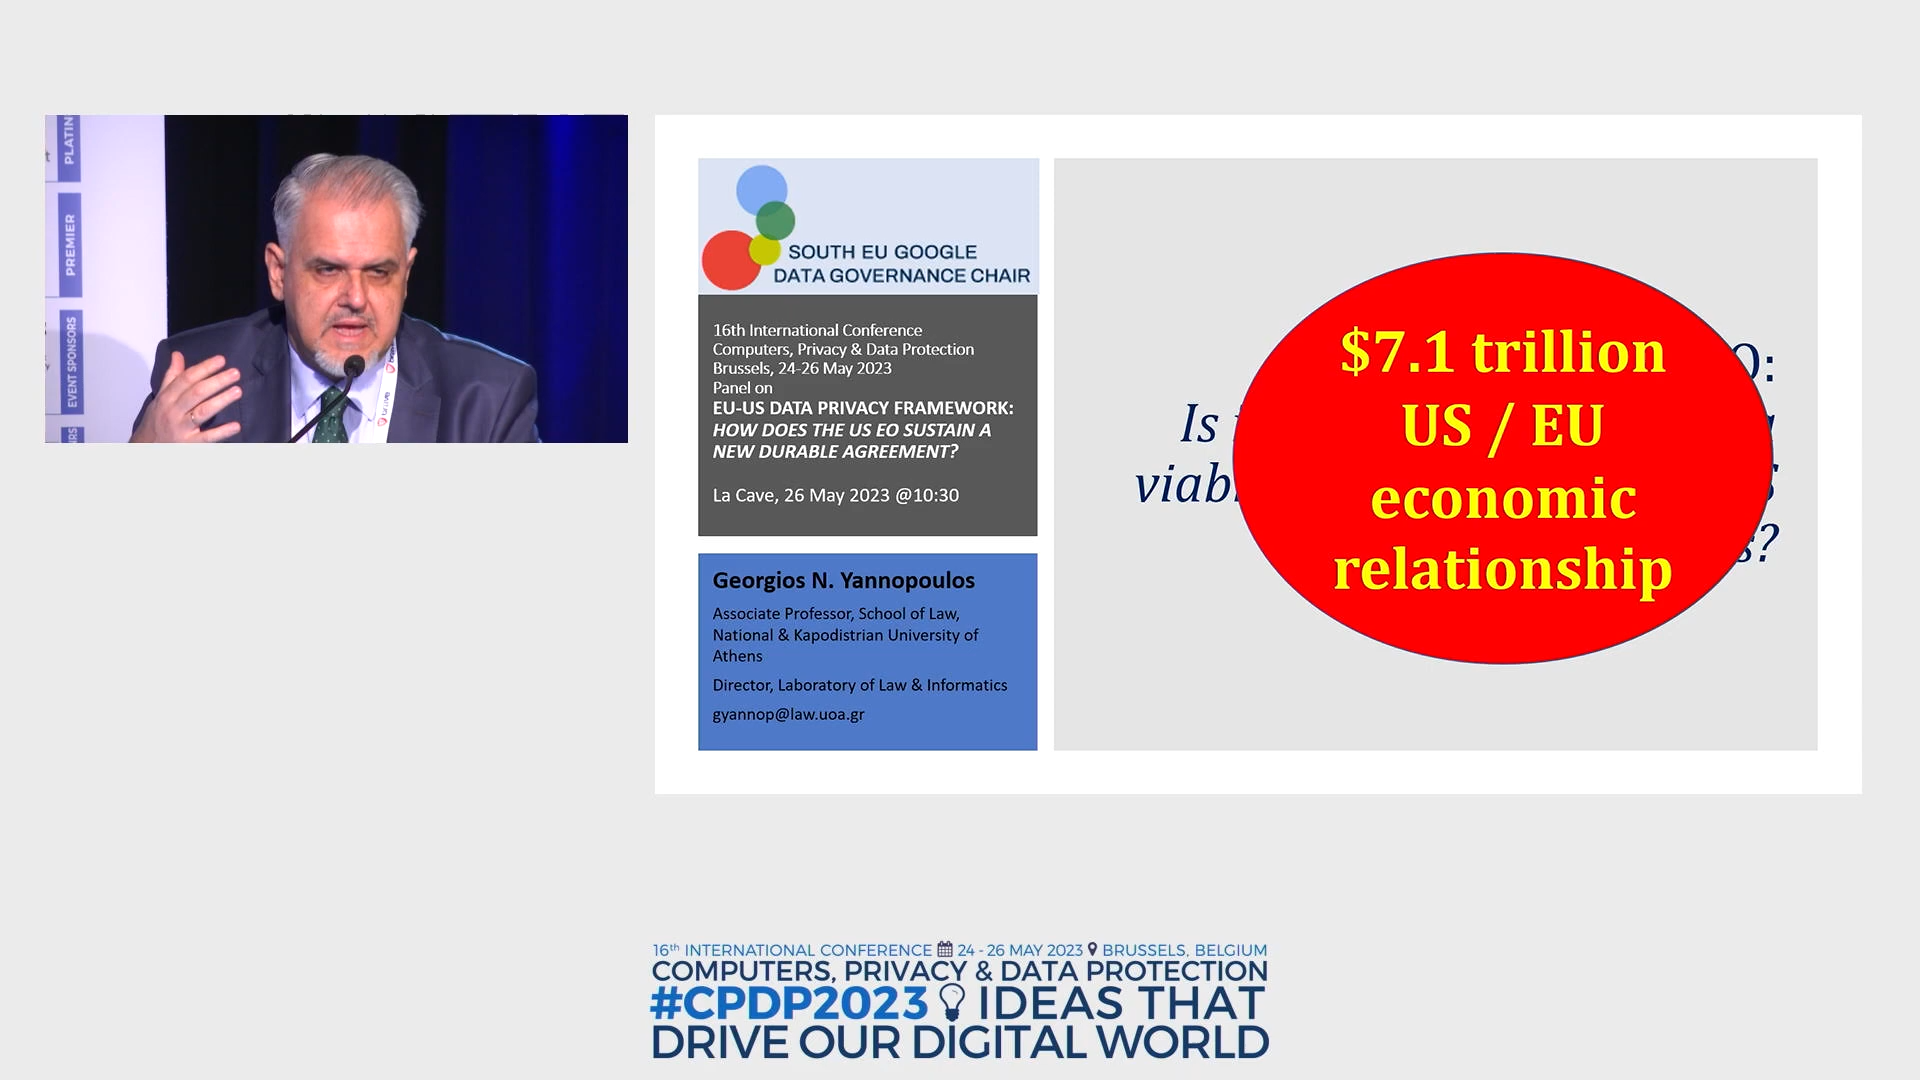 PLATIN
PREMIER
EVENT SPONSORS
SOUTH EU GOOGLE
DATA GOVERNANCE CHAIR
16th International Conference
Computers, Privacy & Data Protection
Brussels, 24-26 May 2023
Panel on
EU-US DATA PRIVACY FRAMEWORK:
HOW DOES THE US EO SUSTAIN A
NEW DURABLE AGREEMENT?
La Cave, 26 May 2023 @10:30
Georgios N. Yannopoulos
Associate Professor, School of Law,
National & Kapodistrian University of
Athens
Director, Laboratory of Law & Informatics
gyannop@law.uoa.gr
O:
Is
viab
s?
$7.1 trillion
US / EU
economic
relationship
16th INTERNATIONAL CONFERENCE 24 - 26 MAY 2023 BRUSSELS, BELGIUM
COMPUTERS, PRIVACY & DATA PROTECTION
#CPDP2023 IDEAS THAT
DRIVE OUR DIGITAL WORLD